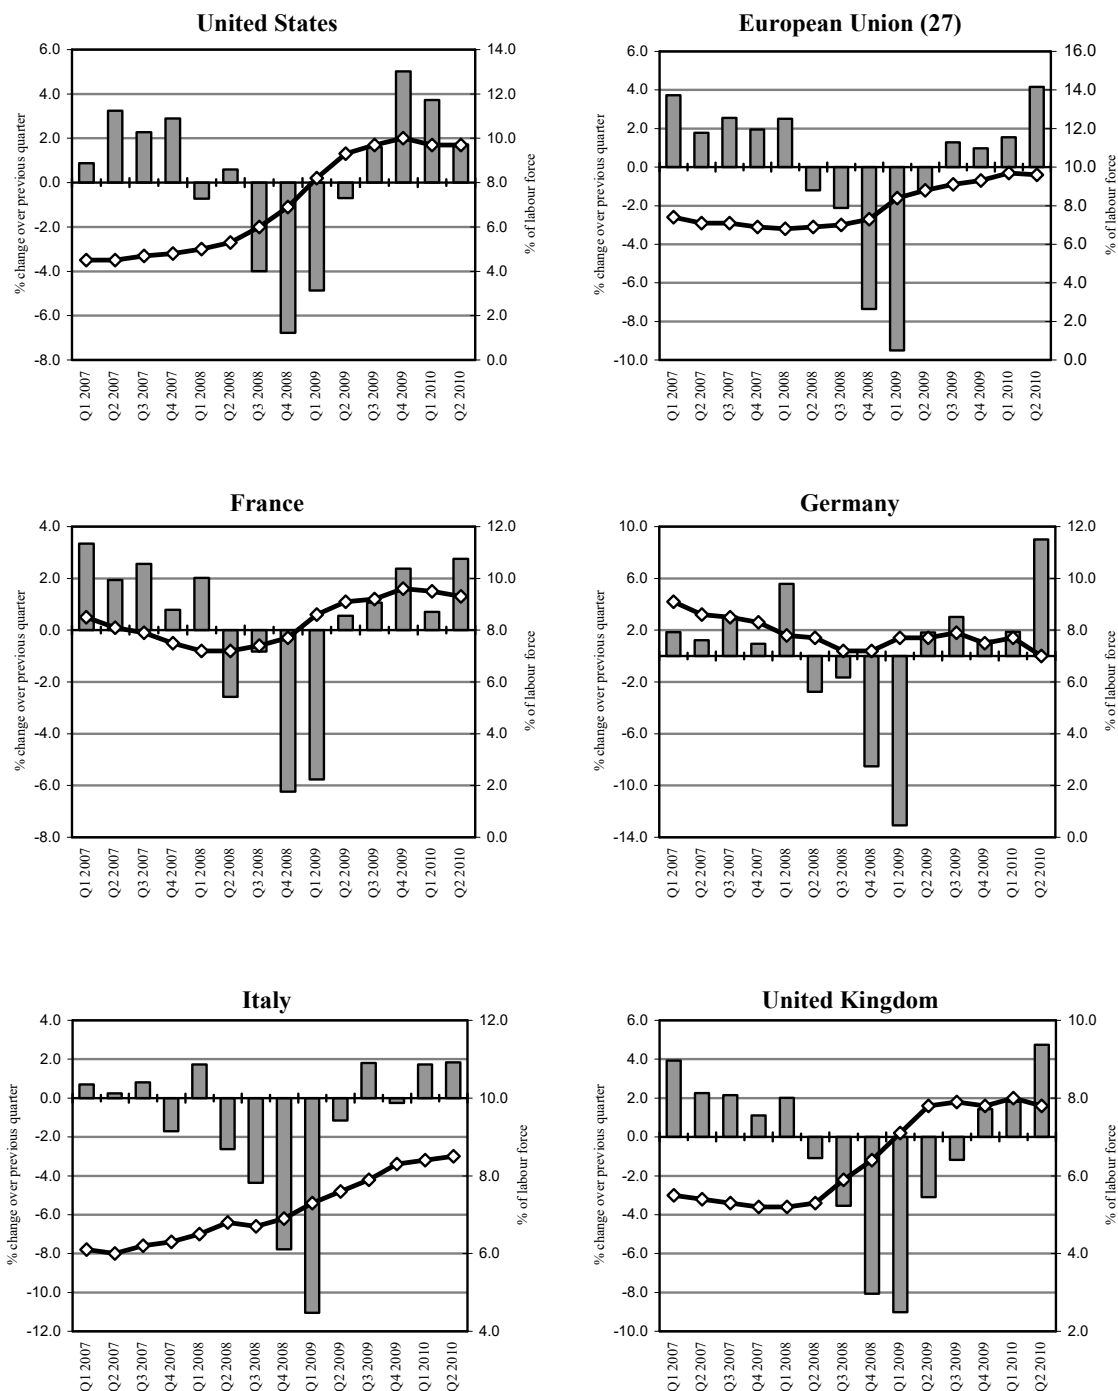 United States
% change over previous quarter
6.0
4.0
2.0
0.0
-2.0
-4.0
-6.0
-8.0
14.0
12.0
10.0
8.0
6.0
4.0
2.0
0.0
% of labour force
Q1 2007
Q2 2007
Q3 2007
Q4 2007
Q1 2008
Q2 2008
Q3 2008
Q4 2008
Q1 2009
Q2 2009
Q3 2009
Q4 2009
Q1 2010
Q2 2010
European Union (27)
% change over previous quarter
6.0
4.0
2.0
0.0
-2.0
-4.0
-6.0
-8.0
-10.0
16.0
14.0
12.0
10.0
8.0
6.0
4.0
2.0
0.0
% of labour force
Q1 2007
Q2 2007
Q3 2007
Q4 2007
Q1 2008
Q2 2008
Q3 2008
Q4 2008
Q1 2009
Q2 2009
Q3 2009
Q4 2009
Q1 2010
Q2 2010
France
% change over previous quarter
4.0
2.0
0.0
-2.0
-4.0
-6.0
-8.0
12.0
10.0
8.0
6.0
4.0
2.0
0.0
% of labour force
Q1 2007
Q2 2007
Q3 2007
Q4 2007
Q1 2008
Q2 2008
Q3 2008
Q4 2008
Q1 2009
Q2 2009
Q3 2009
Q4 2009
Q1 2010
Q2 2010
Germany
% change over previous quarter
10.0
6.0
2.0
-2.0
-6.0
-10.0
-14.0
12.0
10.0
8.0
6.0
4.0
2.0
0.0
% of labour force
Q1 2007
Q2 2007
Q3 2007
Q4 2007
Q1 2008
Q2 2008
Q3 2008
Q4 2008
Q1 2009
Q2 2009
Q3 2009
Q4 2009
Q1 2010
Q2 2010
Italy
% change over previous quarter
4.0
2.0
0.0
-2.0
-4.0
-6.0
-8.0
-10.0
-12.0
12.0
10.0
8.0
6.0
4.0
% of labour force
Q1 2007
Q2 2007
Q3 2007
Q4 2007
Q1 2008
Q2 2008
Q3 2008
Q4 2008
Q1 2009
Q2 2009
Q3 2009
Q4 2009
Q1 2010
Q2 2010
United Kingdom
% change over previous quarter
6.0
4.0
2.0
0.0
-2.0
-4.0
-6.0
-8.0
-10.0
10.0
8.0
6.0
4.0
2.0
% of labour force
Q1 2007
Q2 2007
Q3 2007
Q4 2007
Q1 2008
Q2 2008
Q3 2008
Q4 2008
Q1 2009
Q2 2009
Q3 2009
Q4 2009
Q1 2010
Q2 2010